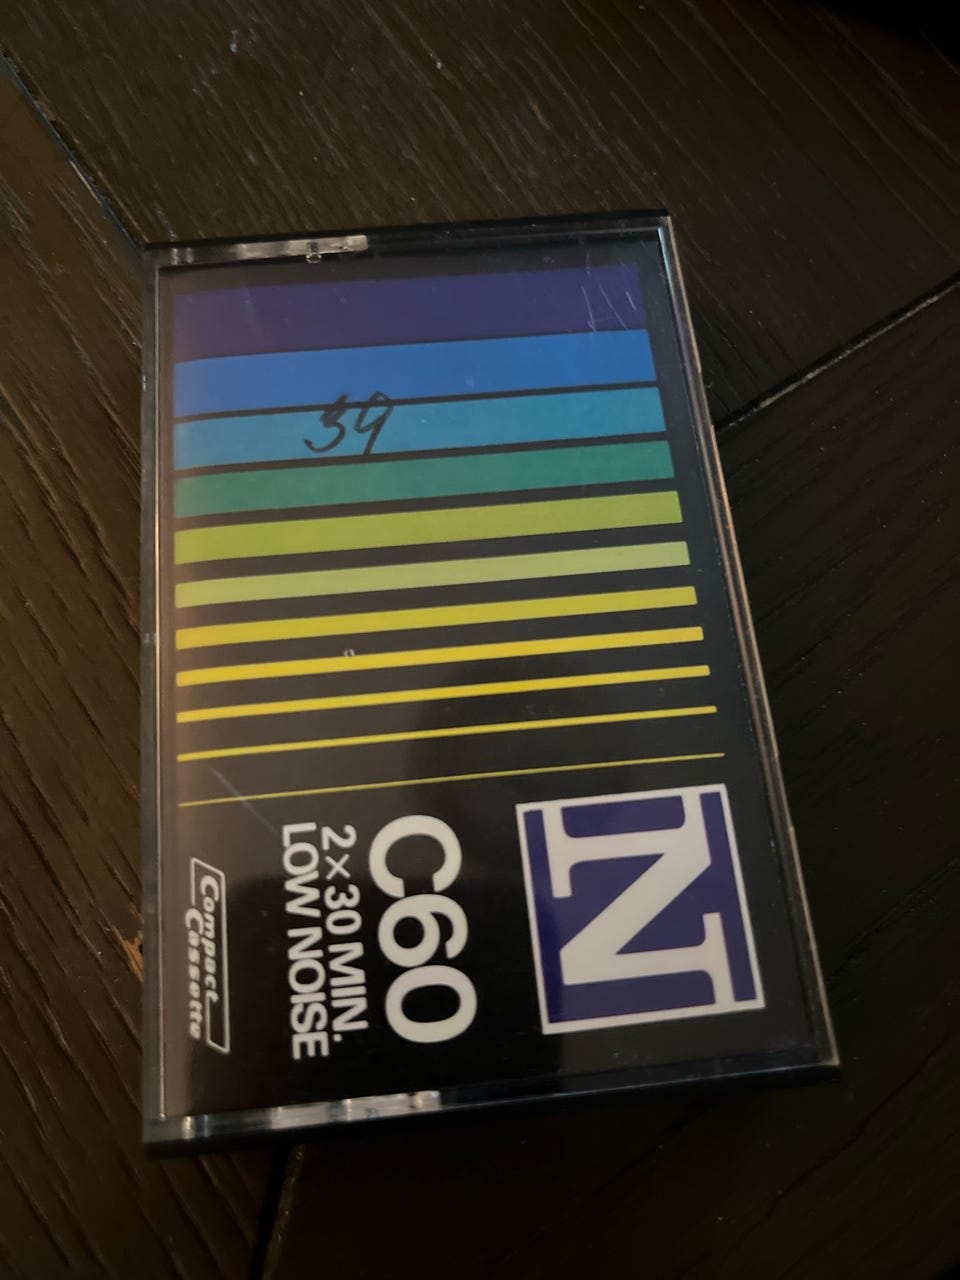 39
N
C60
2×30 MIN.
LOW NOISE
Compact
Cassette